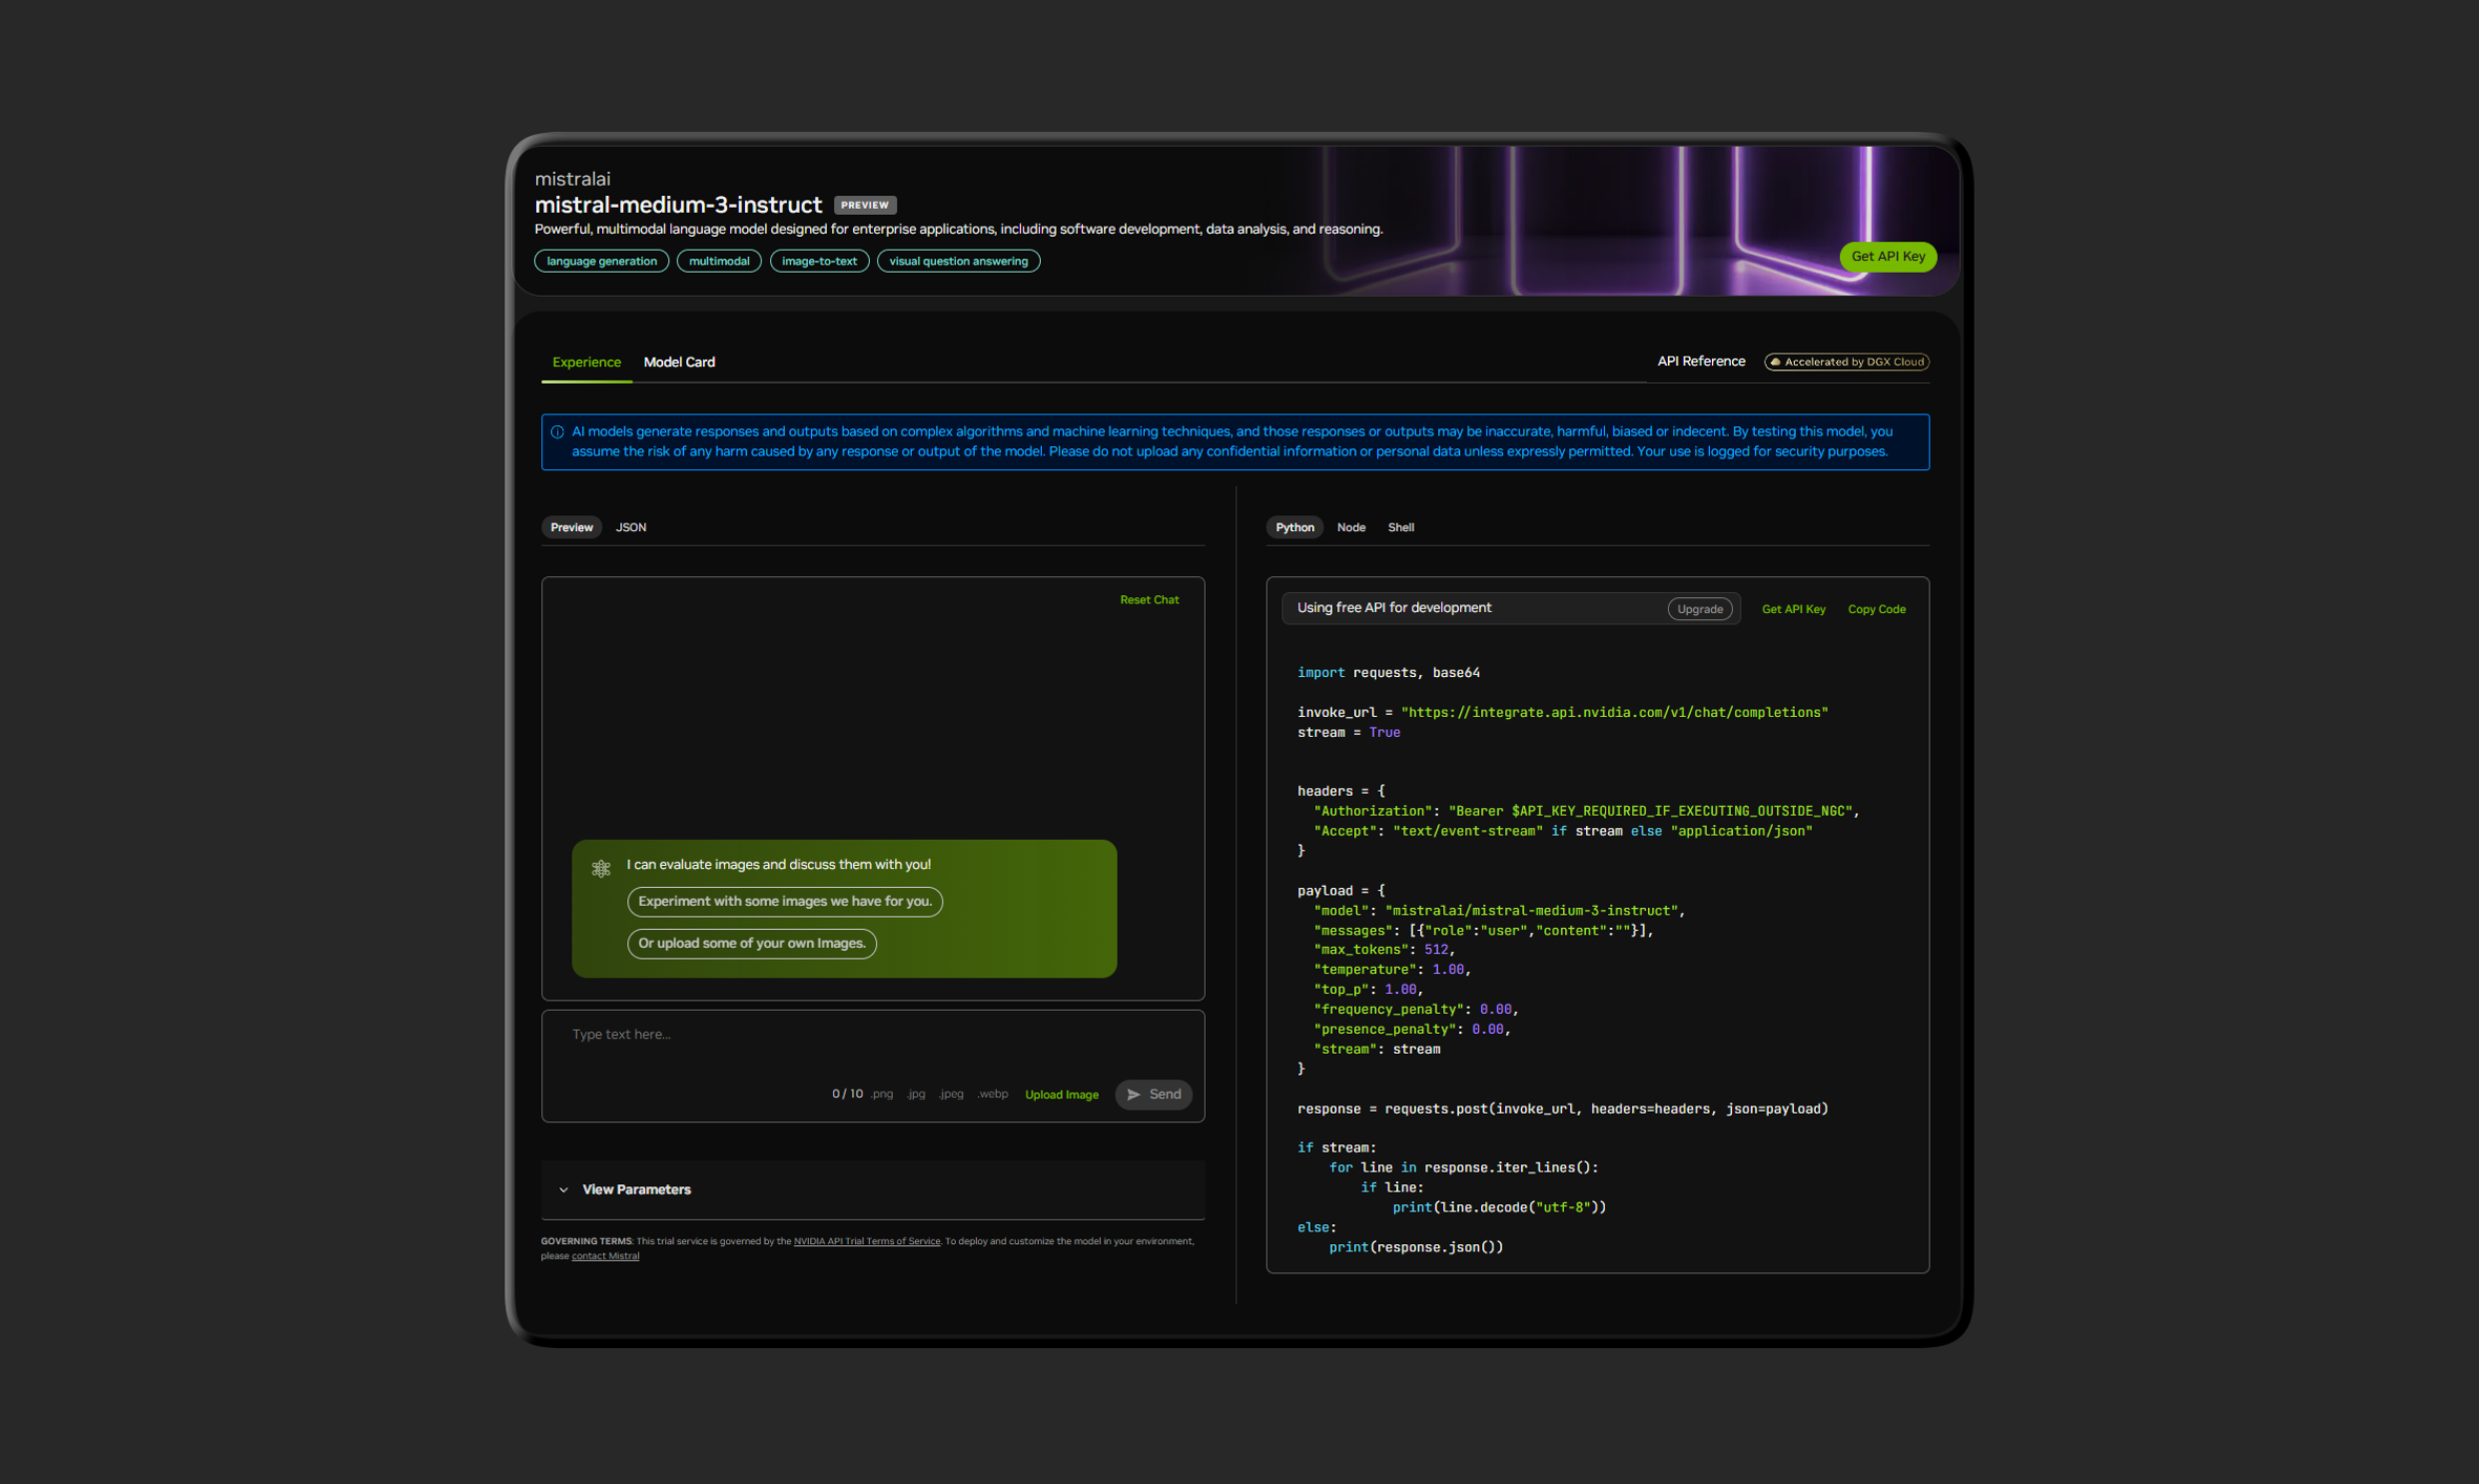 mistralai
mistral-medium-3-instruct PREVIEW
Powerful, multimodal language model designed for enterprise applications, including software development, data analysis, and reasoning.
language generation multimodal image-to-text visual question answering
Get API Key
Experience Model Card API Reference Accelerated by DGX Cloud
AI models generate responses and outputs based on complex algorithms and machine learning techniques, and those responses or outputs may be inaccurate, harmful, biased or indecent. By testing this model, you
assume the risk of any harm caused by any response or output of the model. Please do not upload any confidential information or personal data unless expressly permitted. Your use is logged for security purposes.
Preview JSON
Reset Chat
I can evaluate images and discuss them with you!
Experiment with some images we have for you.
Or upload some of your own Images.
Type text here...
0 / 10 .png .jpg .jpeg .webp Upload Image Send
View Parameters
GOVERNING TERMS: This trial service is governed by the NVIDIA API Trial Terms of Service. To deploy and customize the model in your environment,
please contact Mistral
Python Node Shell
Using free API for development Upgrade Get API Key Copy Code
import requests, base64
invoke_url = "https://integrate.api.nvidia.com/v1/chat/completions"
stream = True
headers = {
  "Authorization": "Bearer $API_KEY_REQUIRED_IF_EXECUTING_OUTSIDE_NGC",
  "Accept": "text/event-stream" if stream else "application/json"
}
payload = {
  "model": "mistralai/mistral-medium-3-instruct",
  "messages": [{"role":"user","content":""}],
  "max_tokens": 512,
  "temperature": 1.00,
  "top_p": 1.00,
  "frequency_penalty": 0.00,
  "presence_penalty": 0.00,
  "stream": stream
}
response = requests.post(invoke_url, headers=headers, json=payload)
if stream:
    for line in response.iter_lines():
        if line:
            print(line.decode("utf-8"))
else:
    print(response.json())